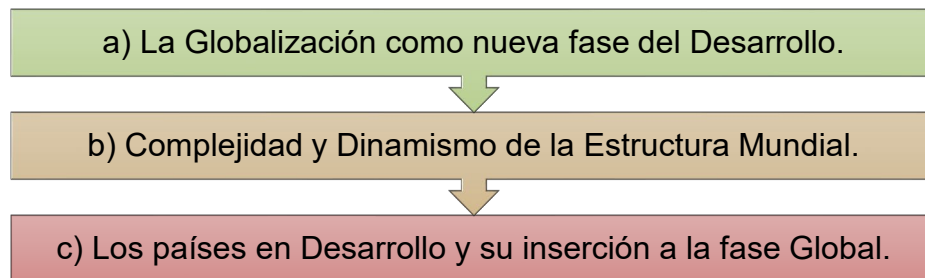 a) La Globalización como nueva fase del Desarrollo.
b) Complejidad y Dinamismo de la Estructura Mundial.
c) Los países en Desarrollo y su inserción a la fase Global.